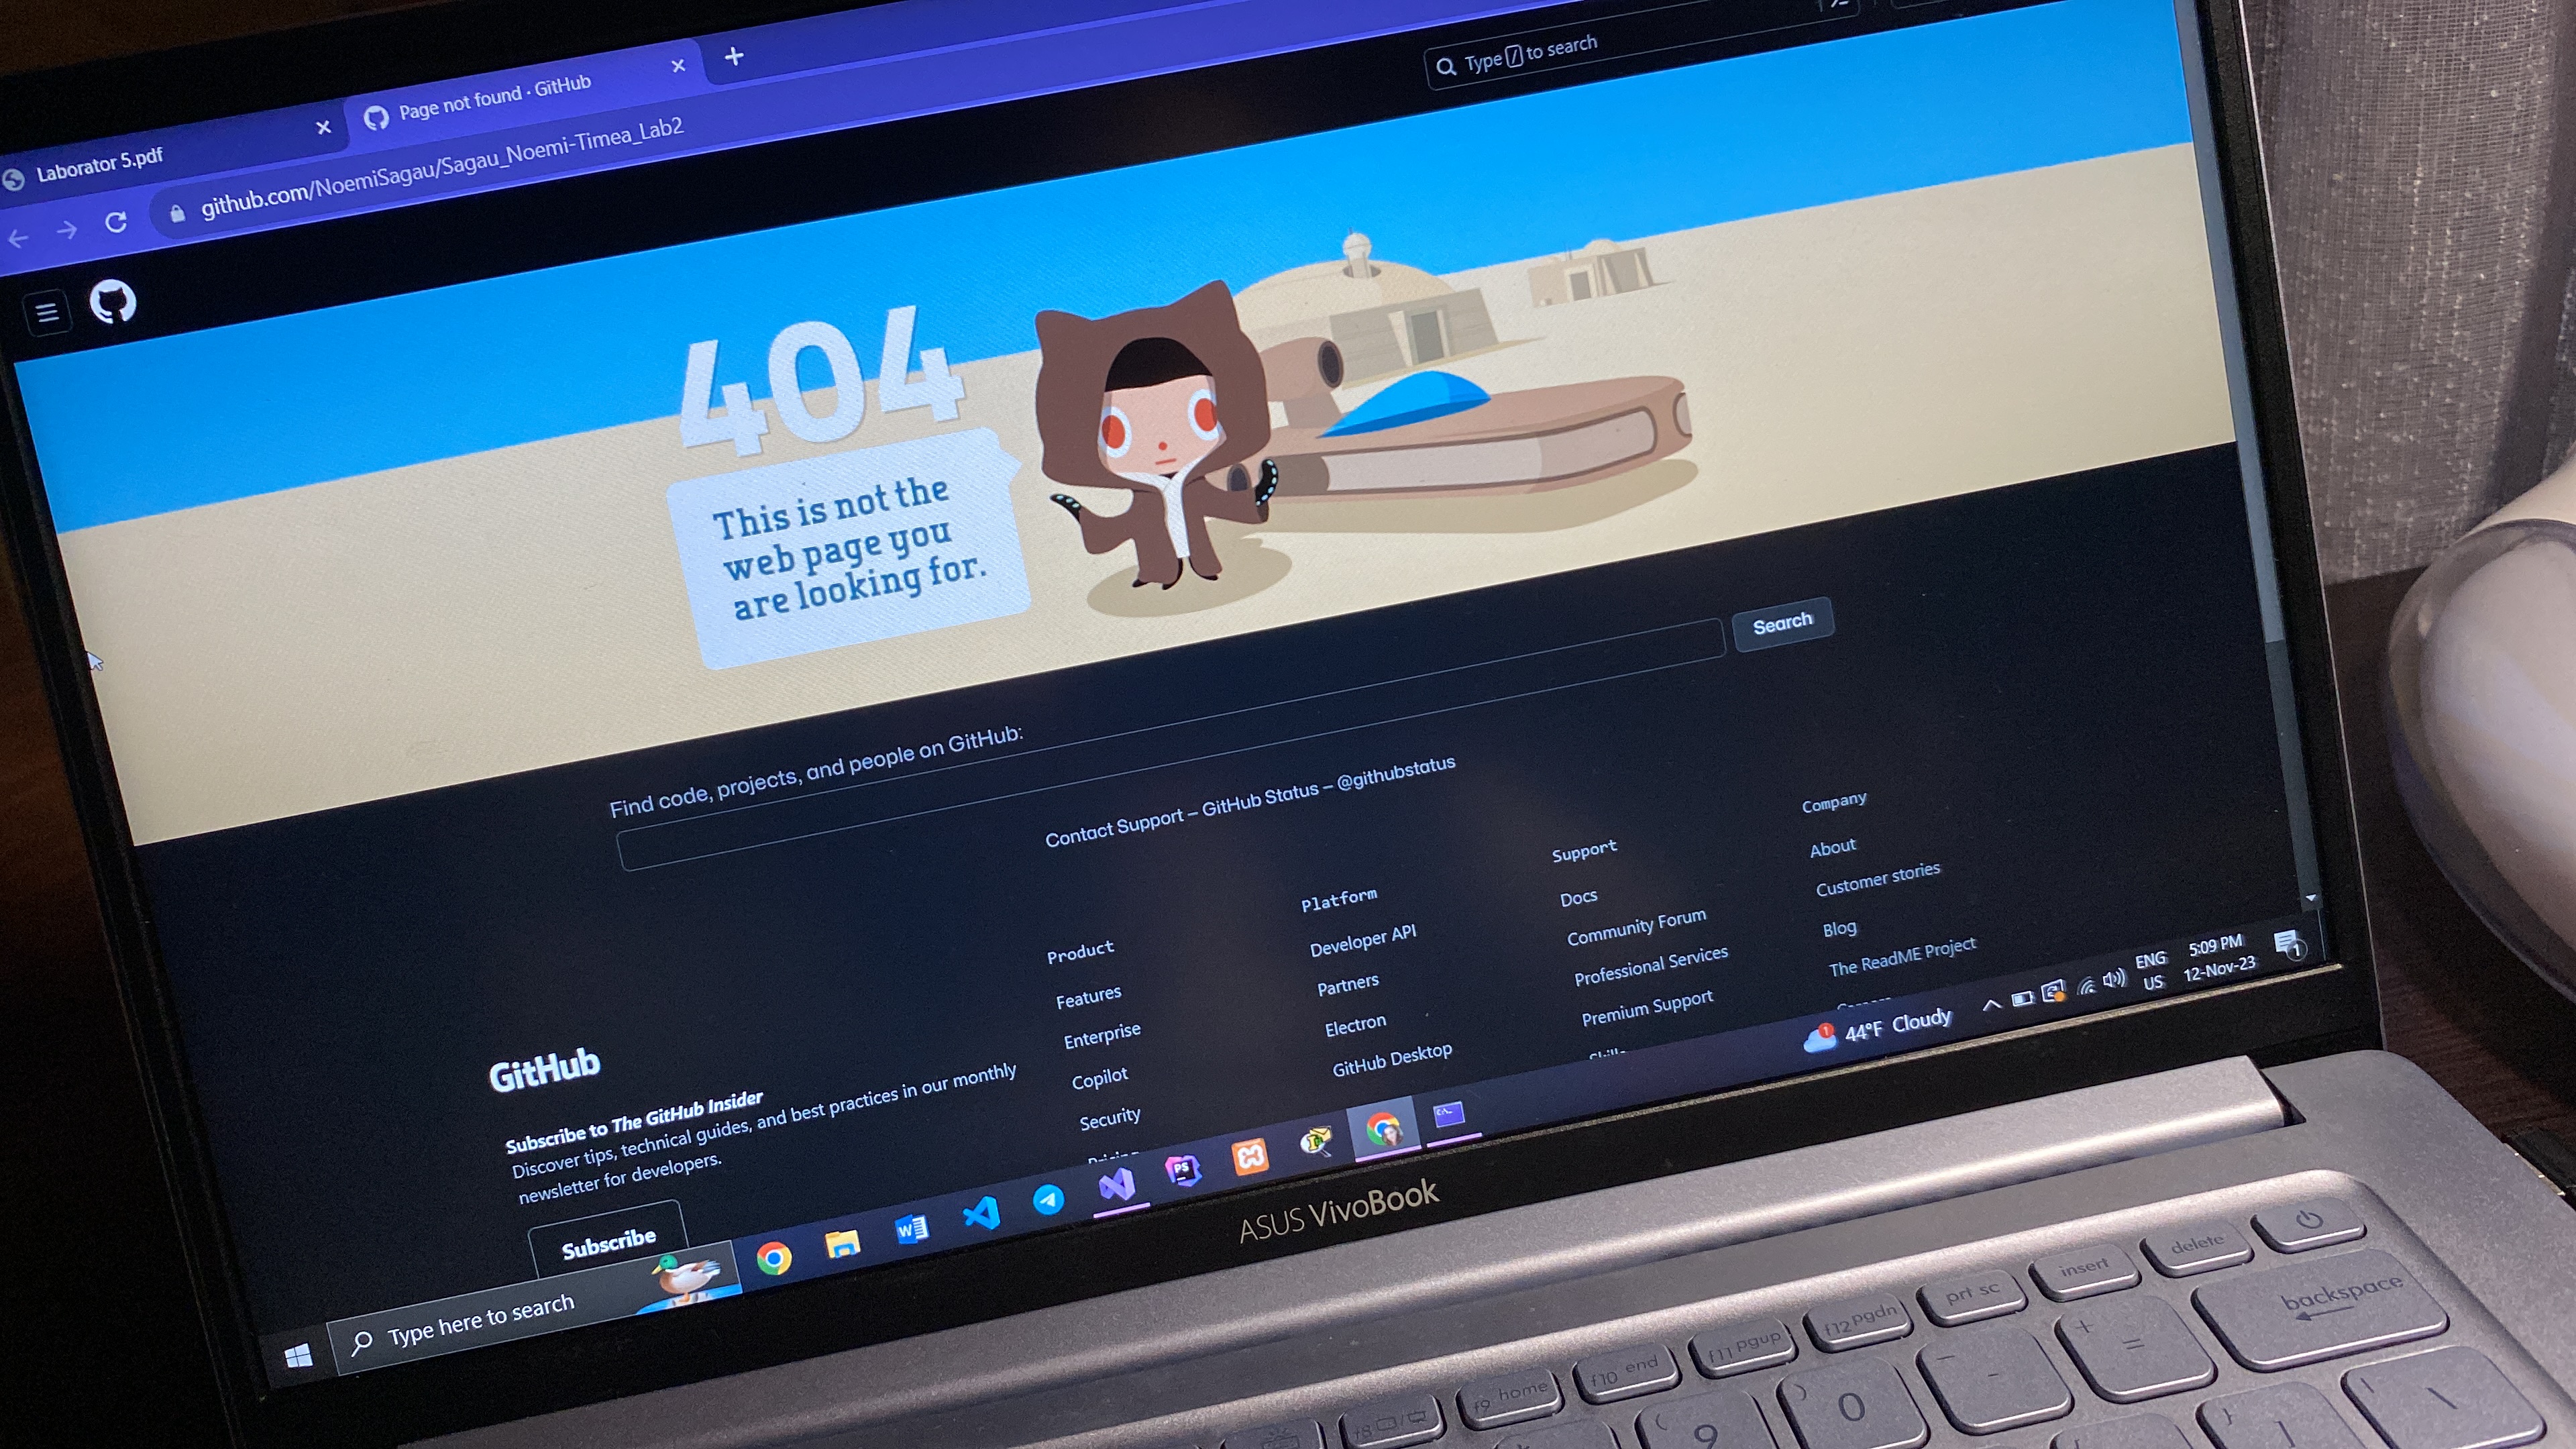 Laborator 5.pdf
Page not found · GitHub
github.com/NoemiSagau/Sagau_Noemi-Timea_Lab2
Type / to search
404
This is not the
web page you
are looking for.
Find code, projects, and people on GitHub:
Search
Contact Support — GitHub Status — @githubstatus
GitHub
Subscribe to The GitHub Insider
Discover tips, technical guides, and best practices in our monthly
newsletter for developers.
Subscribe
Product
Features
Enterprise
Copilot
Security
Platform
Developer API
Partners
Electron
GitHub Desktop
Support
Docs
Community Forum
Professional Services
Premium Support
Company
About
Customer stories
Blog
The ReadME Project
Type here to search
W
PS
44°F Cloudy
ENG
US
5:09 PM
12-Nov-23
1
ASUS VivoBook
f8
f9 home
f10 end
f11 pgup
f12 pgdn
prt sc
insert
delete
( 9
) 0
_ -
+ =
backspace
} ]
\